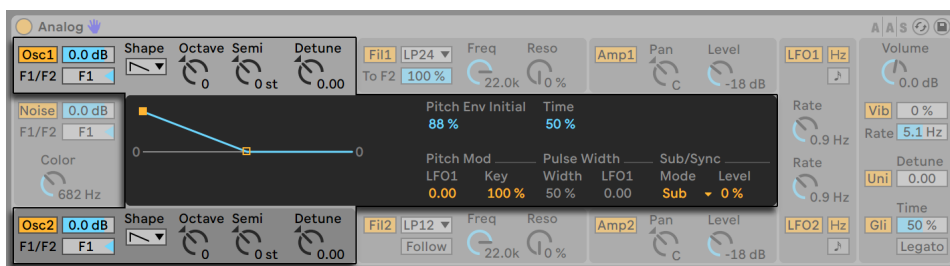 Analog AAS
Osc1 0.0 dB Shape Octave Semi Detune Fil1 LP24 Freq Reso Amp1 Pan Level LFO1 Hz Volume
F1/F2 F1 0 0 st 0.00 To F2 100 % 22.0k 0 % C -18 dB ♪ 0.0 dB
Noise 0.0 dB Pitch Env Initial Time Rate Vib 0 %
F1/F2 F1 88 % 50 % 0.9 Hz Rate 5.1 Hz
Color 0 0 Pitch Mod Pulse Width Sub/Sync Rate Detune
LFO1 Key Width LFO1 Mode Level Uni 0.00
682 Hz 0.00 100 % 50 % 0.00 Sub 0 % 0.9 Hz
Osc2 0.0 dB Shape Octave Semi Detune Fil2 LP12 Freq Reso Amp2 Pan Level LFO2 Hz Time
Gli 50 %
F1/F2 F1 0 0 st 0.00 Follow 22.0k 0 % C -18 dB ♪ Legato